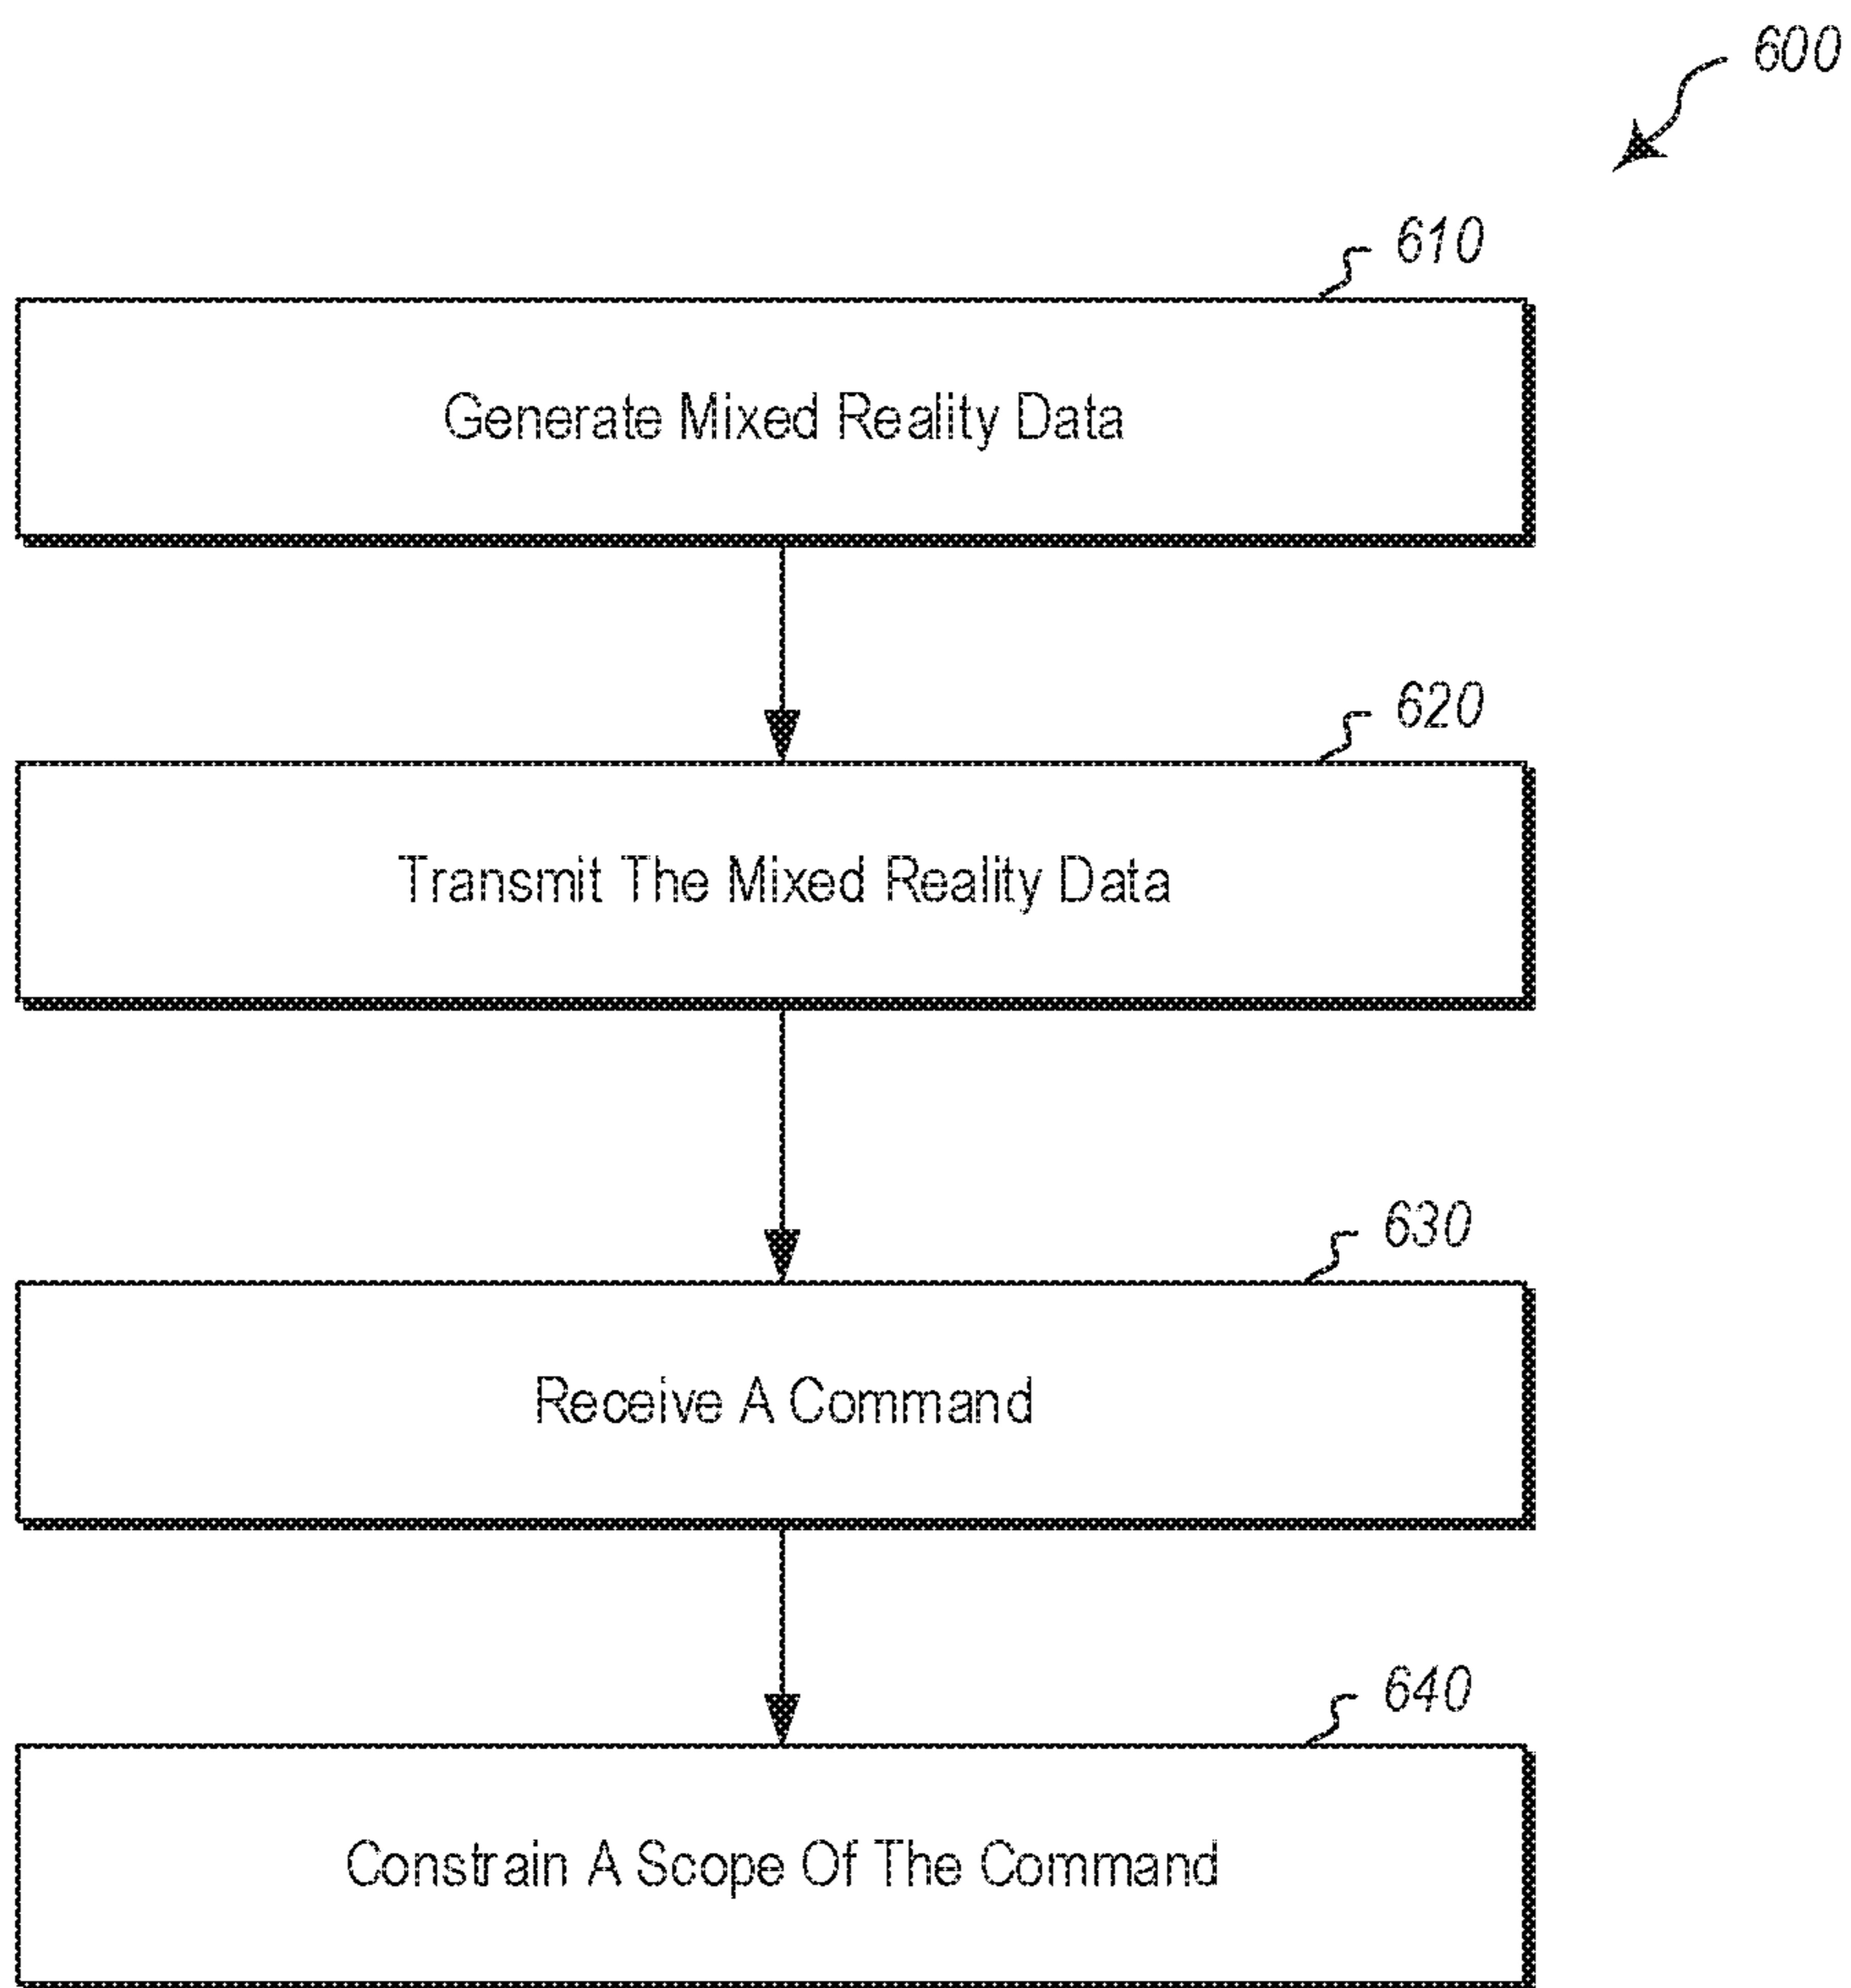 600
610
Generate Mixed Reality Data
620
Transmit The Mixed Reality Data
630
Receive A Command
640
Constrain A Scope Of The Command